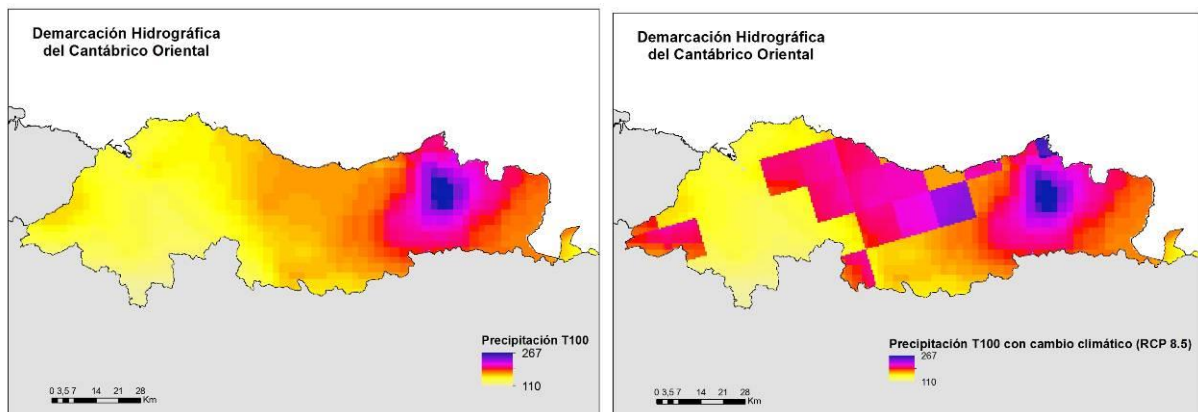 Demarcación Hidrográfica
del Cantábrico Oriental
Precipitación T100
267
110
0 3,5 7 14 21 28
Km
Demarcación Hidrográfica
del Cantábrico Oriental
Precipitación T100 con cambio climático (RCP 8.5)
267
110
0 3,5 7 14 21 28
Km